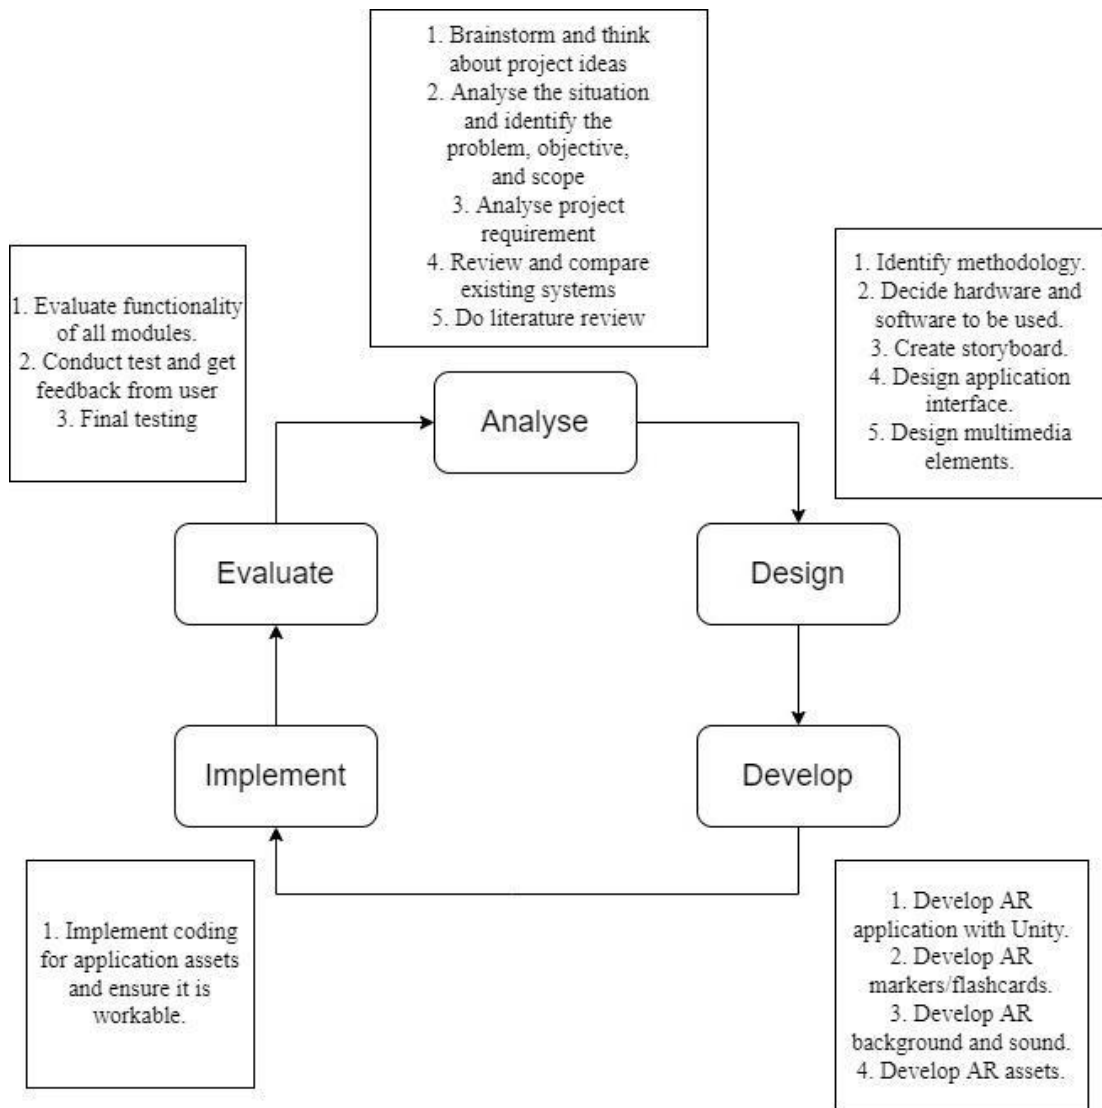 1. Brainstorm and think
about project ideas
2. Analyse the situation
and identify the
problem, objective,
and scope
3. Analyse project
requirement
4. Review and compare
existing systems
5. Do literature review
1. Evaluate functionality
of all modules.
2. Conduct test and get
feedback from user
3. Final testing
1. Identify methodology.
2. Decide hardware and
software to be used.
3. Create storyboard.
4. Design application
interface.
5. Design multimedia
elements.
Analyse
Evaluate
Design
Implement
Develop
1. Implement coding
for application assets
and ensure it is
workable.
1. Develop AR
application with Unity.
2. Develop AR
markers/flashcards.
3. Develop AR
background and sound.
4. Develop AR assets.